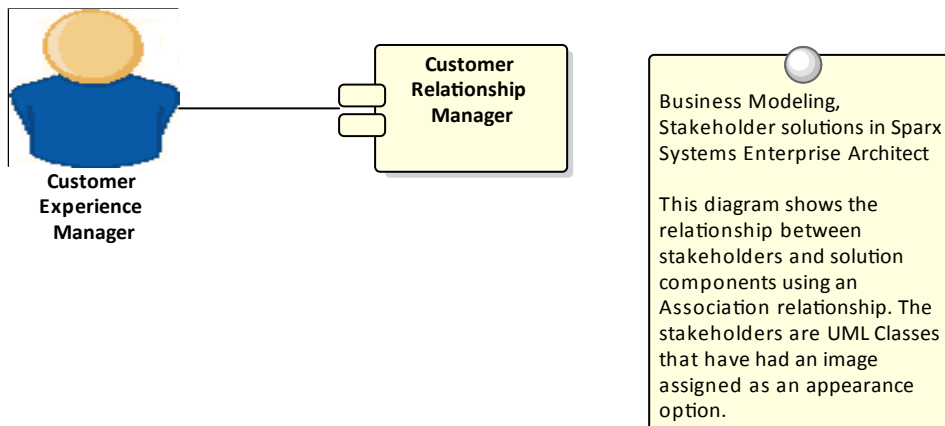 Customer
Experience
Manager
Customer
Relationship
Manager
Business Modeling,
Stakeholder solutions in Sparx
Systems Enterprise Architect
This diagram shows the
relationship between
stakeholders and solution
components using an
Association relationship. The
stakeholders are UML Classes
that have had an image
assigned as an appearance
option.